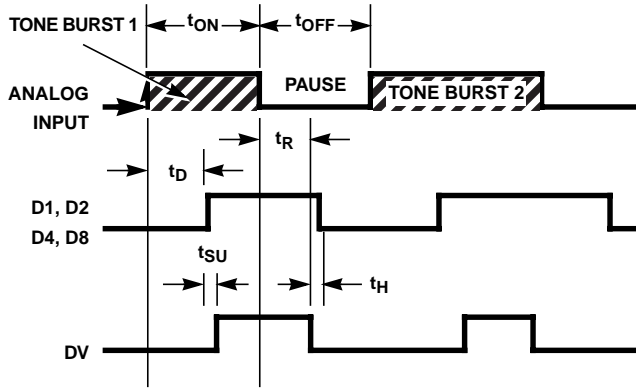 TONE BURST 1
tON
tOFF
ANALOG
INPUT
PAUSE
TONE BURST 2
tR
tD
D1, D2
D4, D8
tSU
tH
DV